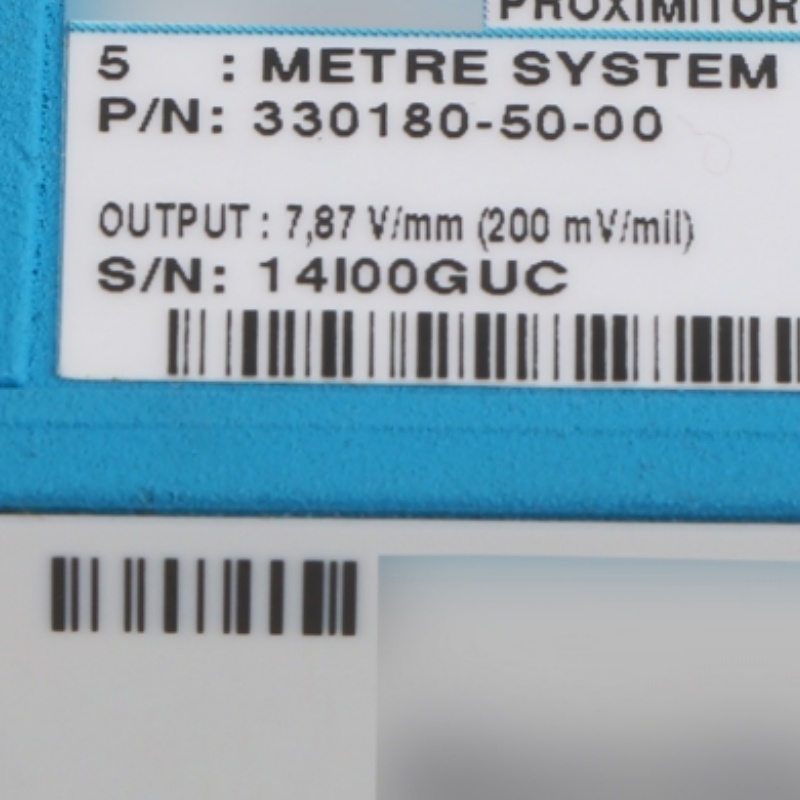 PROXIMITOR
5 : METRE SYSTEM
P/N: 330180-50-00
OUTPUT : 7,87 V/mm (200 mV/mil)
S/N: 14I00GUC